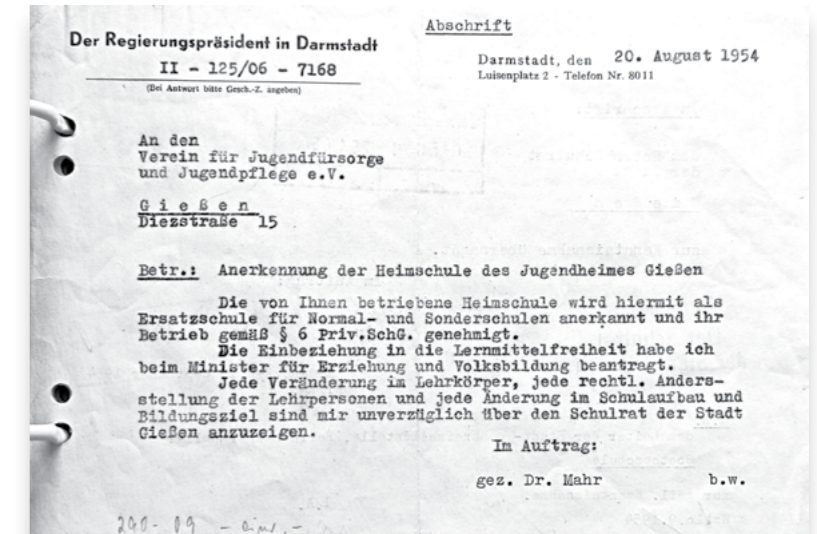 Abschrift
Der Regierungspräsident in Darmstadt
II - 125/06 - 7168
(Bei Antwort bitte Gesch.-Z. angeben)
Darmstadt, den 20. August 1954
Luisenplatz 2 - Telefon Nr. 8011
An den
Verein für Jugendfürsorge
und Jugendpflege e.V.
G i e ß e n
Diezstraße 15
Betr.: Anerkennung der Heimschule des Jugendheimes Gießen
Die von Ihnen betriebene Heimschule wird hiermit als
Ersatzschule für Normal- und Sonderschulen anerkannt und ihr
Betrieb gemäß § 6 Priv.SchG. genehmigt.
Die Einbeziehung in die Lernmittelfreiheit habe ich
beim Minister für Erziehung und Volksbildung beantragt.
Jede Veränderung im Lehrkörper, jede rechtl. Anders-
stellung der Lehrpersonen und jede Änderung im Schulaufbau und
Bildungsziel sind mir unverzüglich über den Schulrat der Stadt
Gießen anzuzeigen.
Im Auftrag:
gez. Dr. Mahr b.w.
290-09